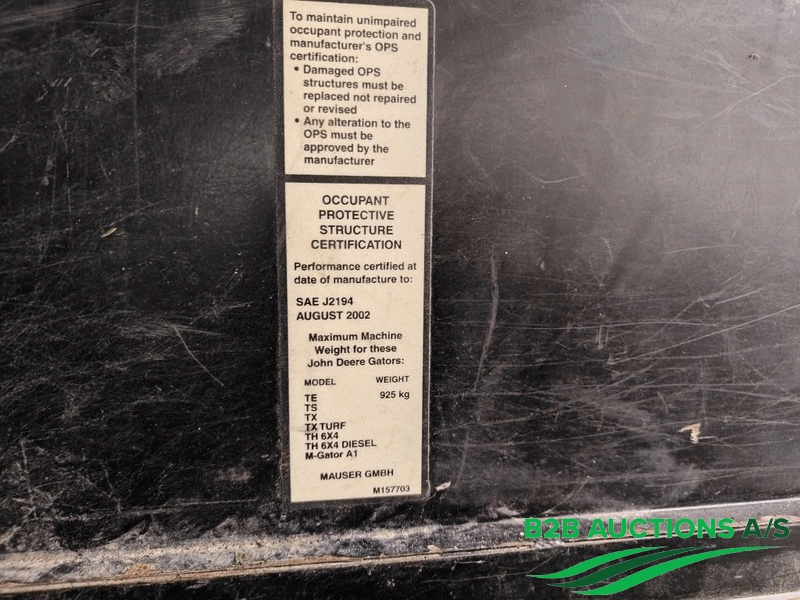 To maintain unimpaired
occupant protection and
manufacturer's OPS
certification:
• Damaged OPS
structures must be
replaced not repaired
or revised
• Any alteration to the
OPS must be
approved by the
manufacturer
OCCUPANT
PROTECTIVE
STRUCTURE
CERTIFICATION
Performance certified at
date of manufacture to:
SAE J2194
AUGUST 2002
Maximum Machine
Weight for these
John Deere Gators:
MODEL WEIGHT
TE 925 kg
TS
TX
TX TURF
TH 6X4
TH 6X4 DIESEL
M-Gator A1
MAUSER GMBH
M157703
B2B AUCTIONS A/S